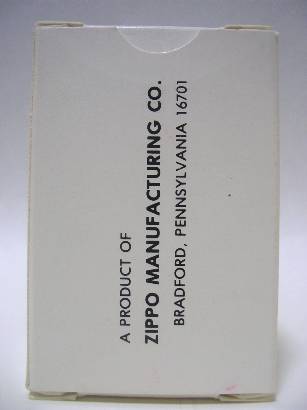 A PRODUCT OF
ZIPPO MANUFACTURING CO.
BRADFORD, PENNSYLVANIA 16701